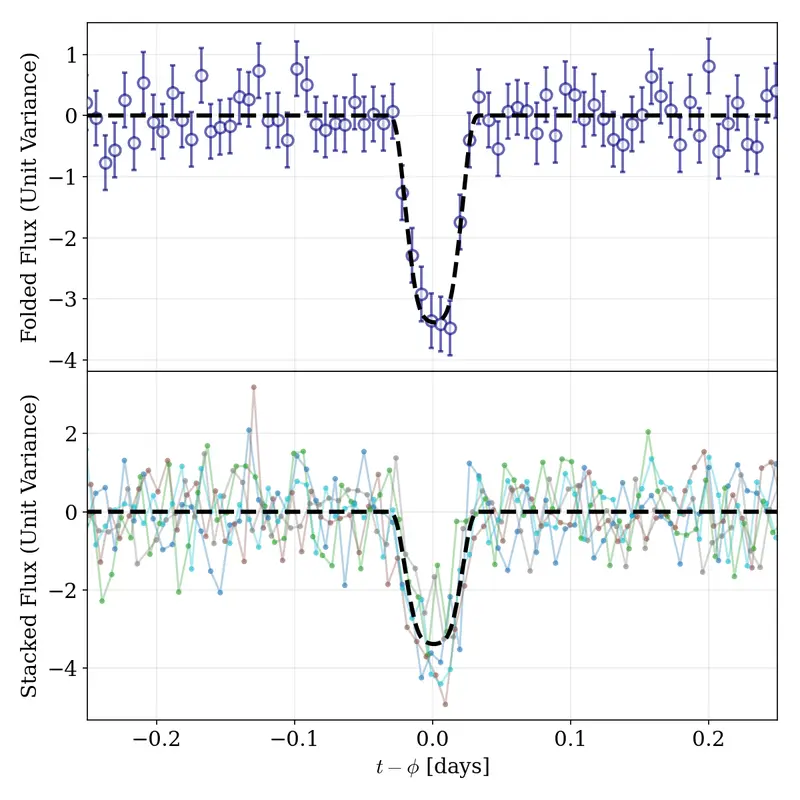 Folded Flux (Unit Variance)
1
0
−1
−2
−3
−4
Stacked Flux (Unit Variance)
2
0
−2
−4
−0.2 −0.1 0.0 0.1 0.2
t − ϕ [days]